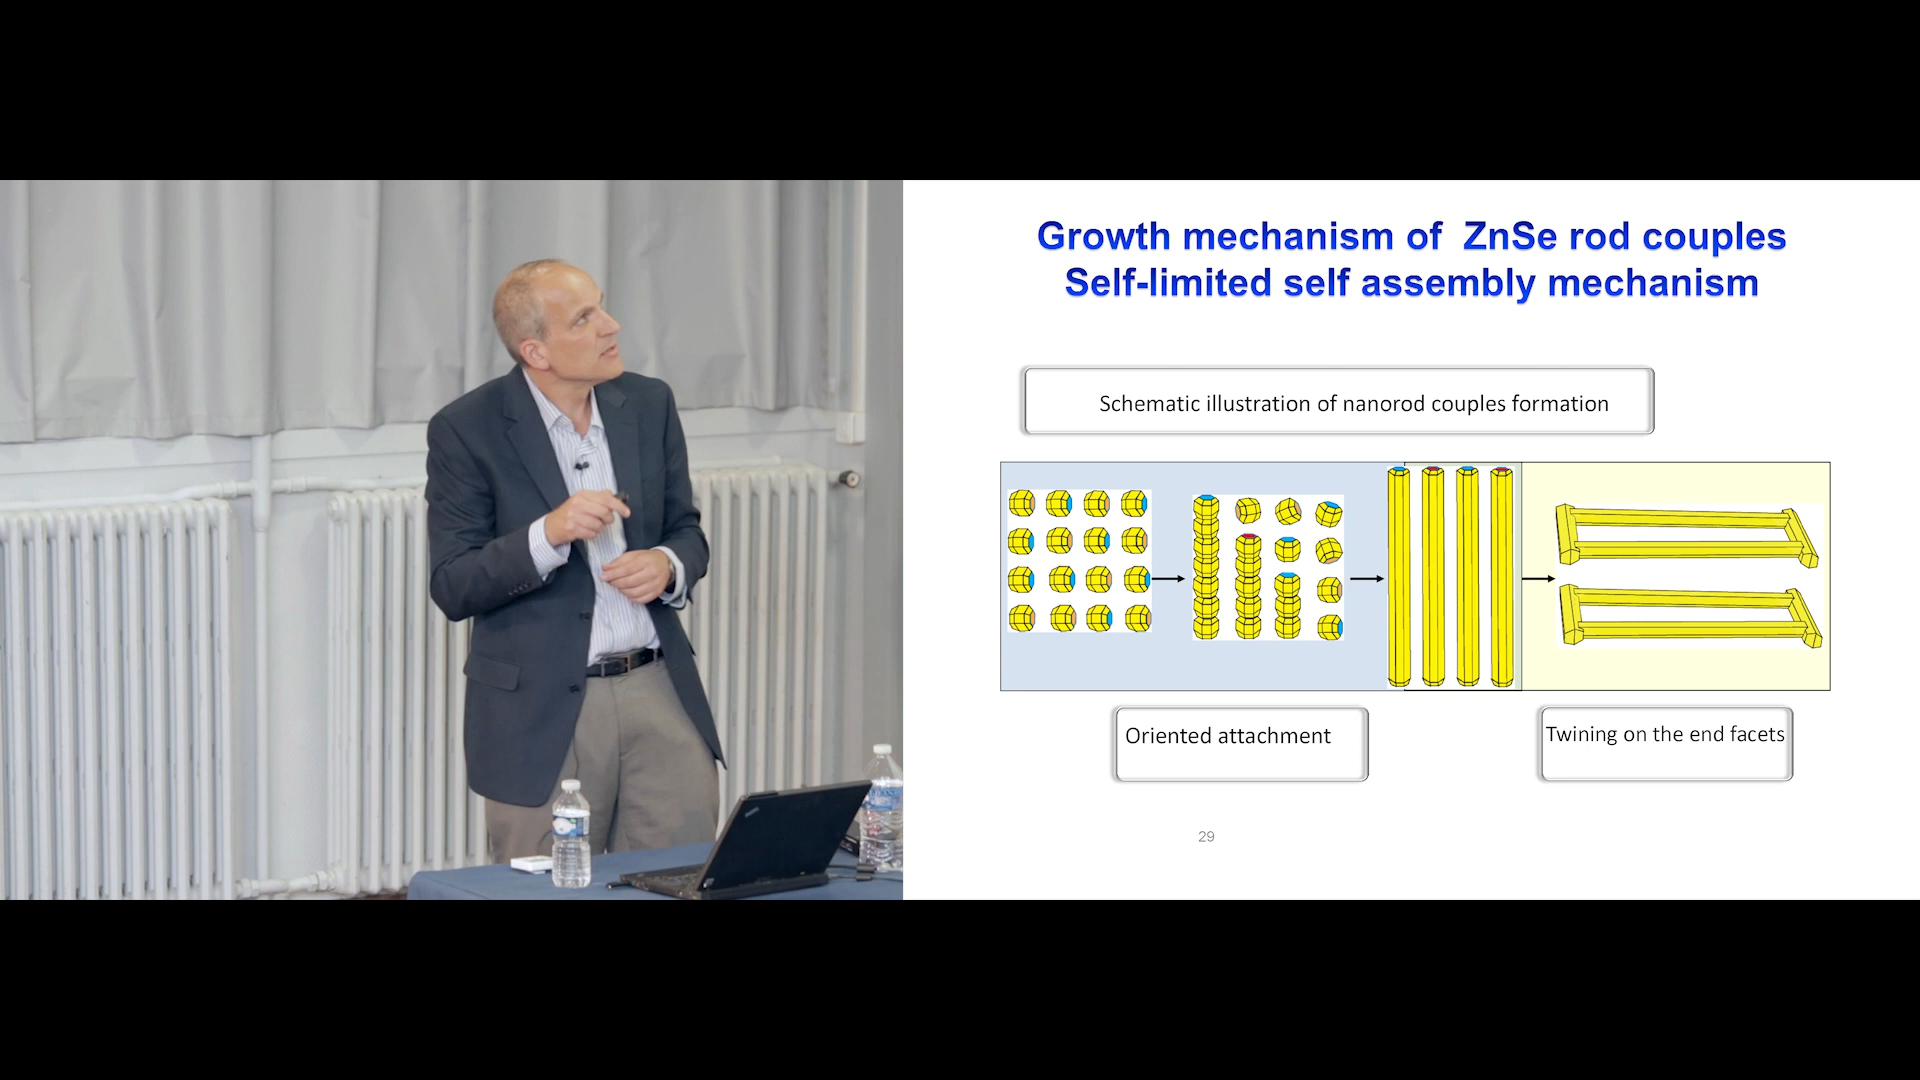 Growth mechanism of ZnSe rod couples
Self-limited self assembly mechanism
Schematic illustration of nanorod couples formation
Oriented attachment
Twining on the end facets
29